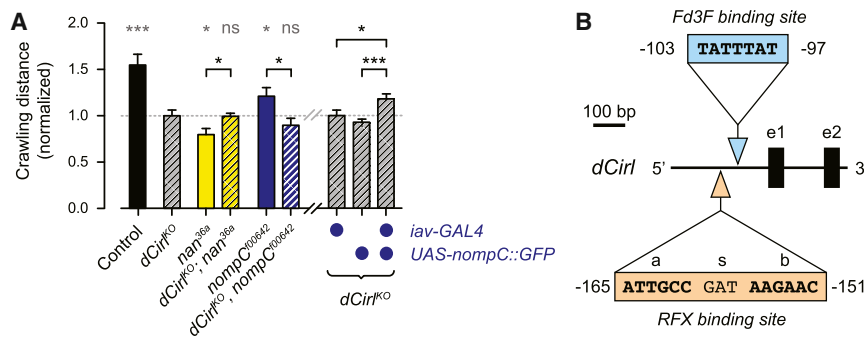 A
Crawling distance
(normalized)
2.0
1.5
1.0
0.5
0.0
*** * ns * ns
* * * ***
Control
dCirlᴷᴼ
nan³⁶ᵃ
dCirlᴷᴼ; nan³⁶ᵃ
nompCᶠ⁰⁰⁶⁴²
dCirlᴷᴼ, nompCᶠ⁰⁰⁶⁴²
iav-GAL4
UAS-nompC::GFP
dCirlᴷᴼ
B
Fd3F binding site
-103 TATTTAT -97
100 bp
e1 e2
dCirl 5' 3
a s b
-165 ATTGCC GAT AAGAAC -151
RFX binding site